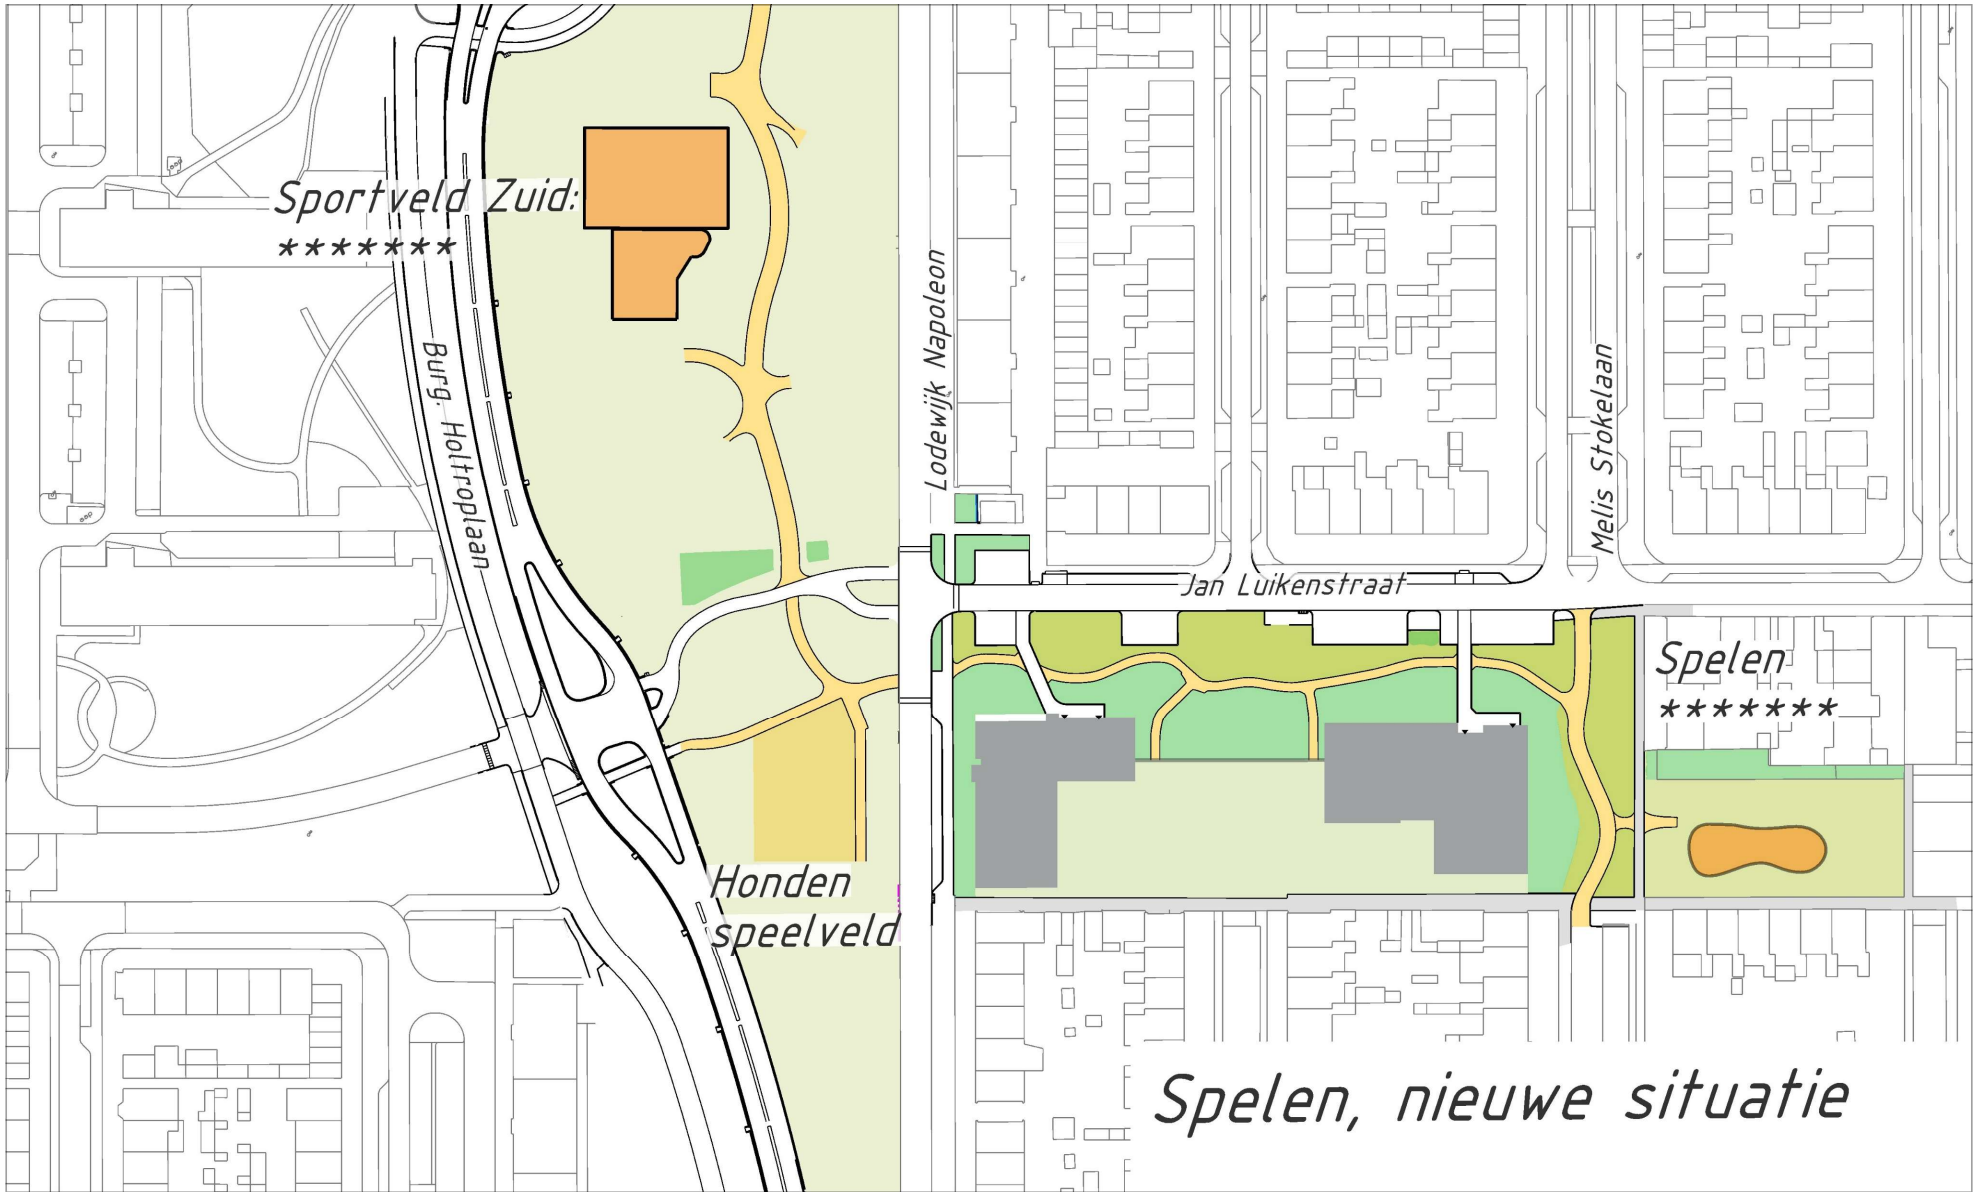 Sportveld Zuid:
*******
Burg. Holtroplaan
Lodewijk Napoleon
Melis Stokelaan
Jan Luikenstraat
Spelen
*******
Honden
speelveld
Spelen, nieuwe situatie